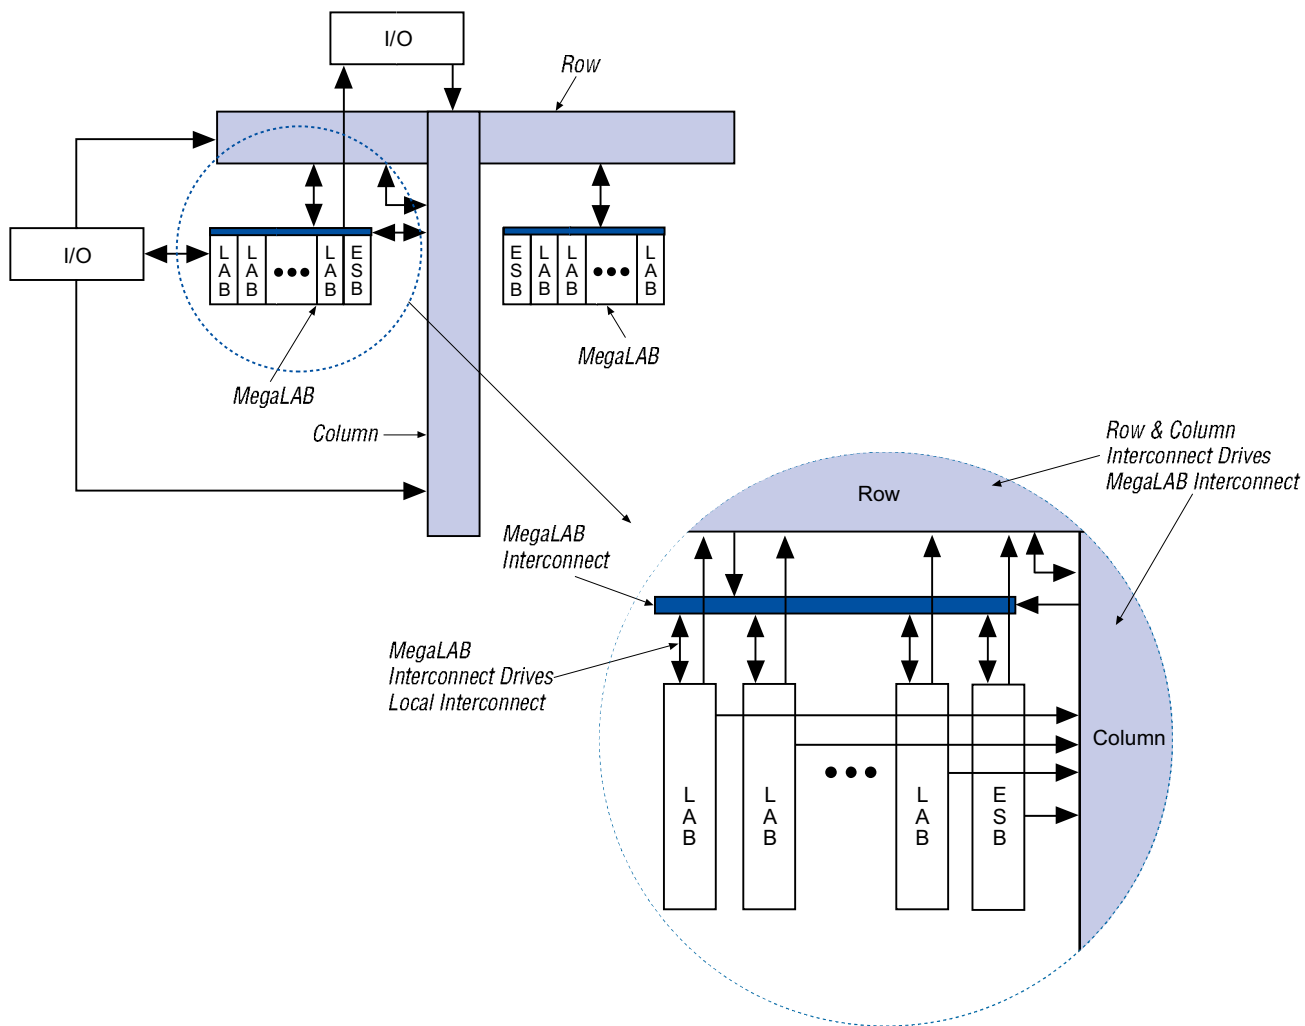 I/O
Row
I/O
L
A
B
L
A
B
L
A
B
E
S
B
E
S
B
L
A
B
L
A
B
L
A
B
MegaLAB
MegaLAB
Column
Row & Column
Interconnect Drives
MegaLAB Interconnect
Row
MegaLAB
Interconnect
MegaLAB
Interconnect Drives
Local Interconnect
Column
L
A
B
L
A
B
L
A
B
E
S
B